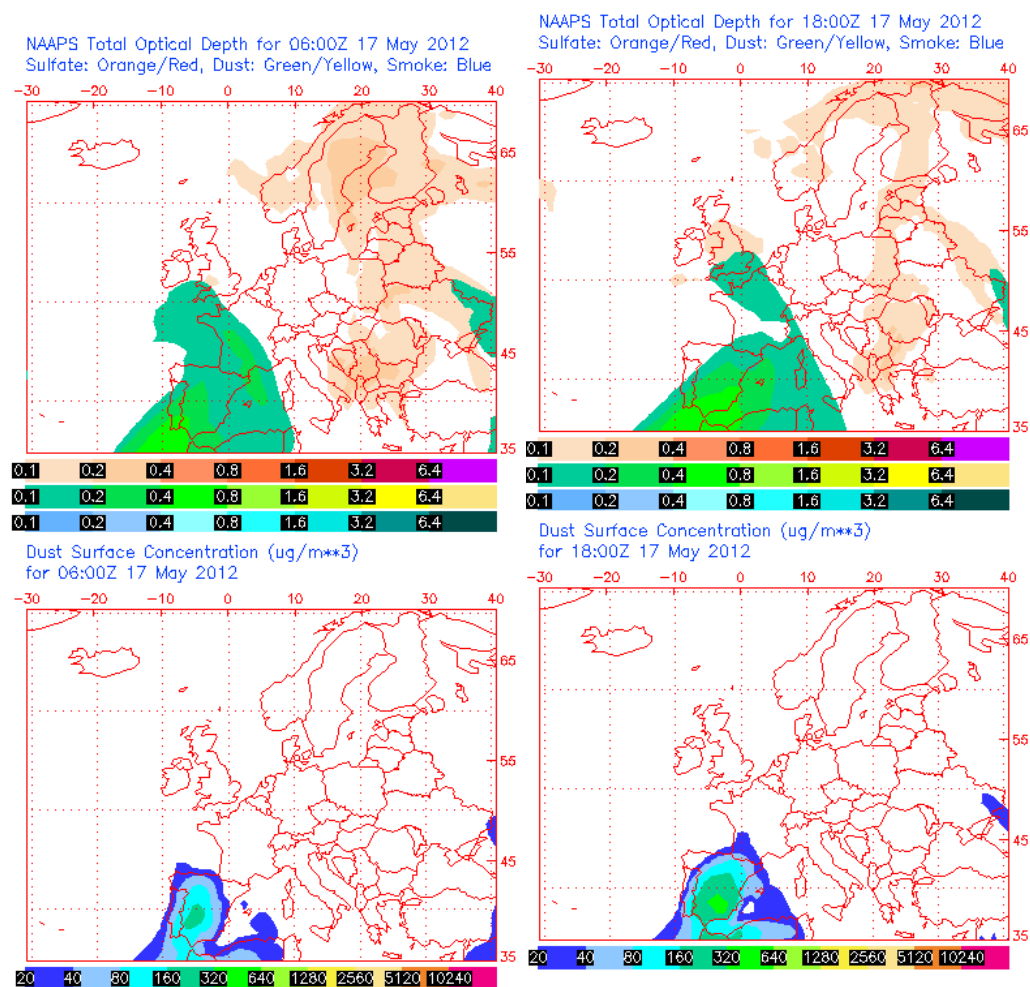 NAAPS Total Optical Depth for 06:00Z 17 May 2012
Sulfate: Orange/Red, Dust: Green/Yellow, Smoke: Blue
-30 -20 -10 0 10 20 30 40
65
55
45
35
0.1 0.2 0.4 0.8 1.6 3.2 6.4
0.1 0.2 0.4 0.8 1.6 3.2 6.4
0.1 0.2 0.4 0.8 1.6 3.2 6.4
NAAPS Total Optical Depth for 18:00Z 17 May 2012
Sulfate: Orange/Red, Dust: Green/Yellow, Smoke: Blue
-30 -20 -10 0 10 20 30 40
65
55
45
35
0.1 0.2 0.4 0.8 1.6 3.2 6.4
0.1 0.2 0.4 0.8 1.6 3.2 6.4
0.1 0.2 0.4 0.8 1.6 3.2 6.4
Dust Surface Concentration (ug/m**3)
for 06:00Z 17 May 2012
-30 -20 -10 0 10 20 30 40
65
55
45
35
20 40 80 160 320 640 1280 2560 5120 10240
Dust Surface Concentration (ug/m**3)
for 18:00Z 17 May 2012
-30 -20 -10 0 10 20 30 40
65
55
45
35
20 40 80 160 320 640 1280 2560 5120 10240